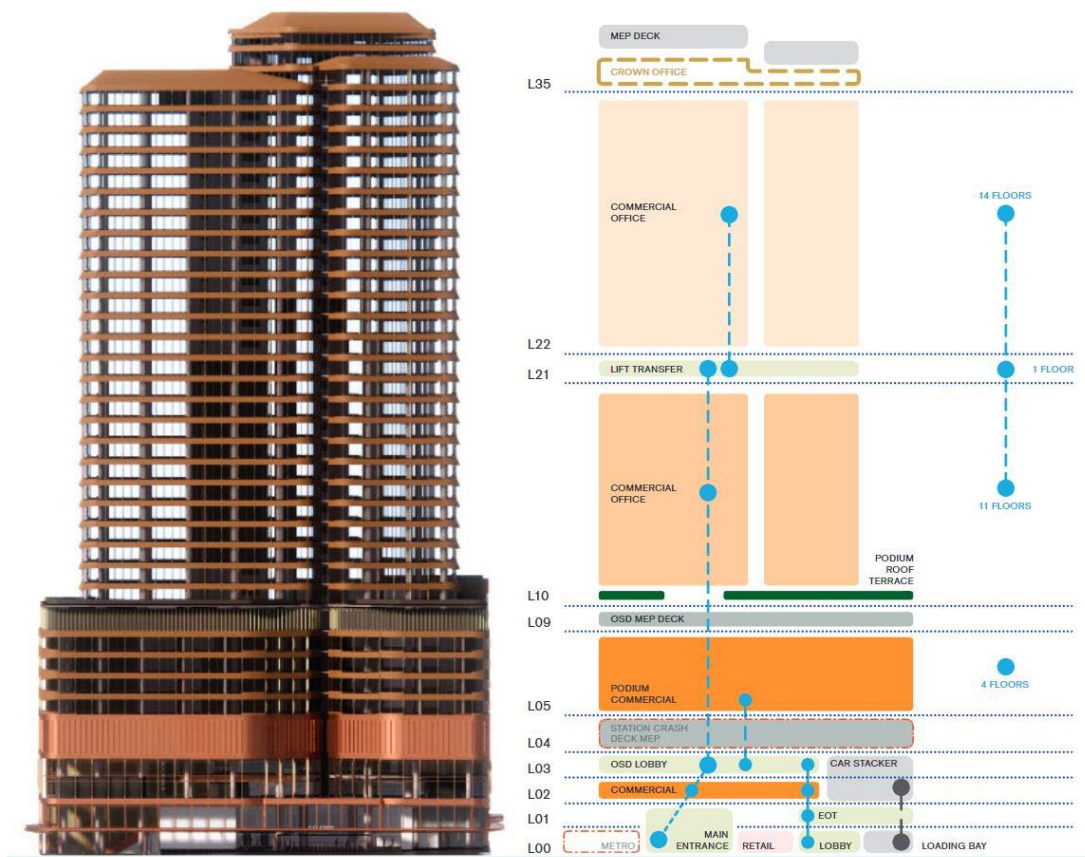 MEP DECK
CROWN OFFICE
L35
COMMERCIAL
OFFICE
14 FLOORS
L22
L21
LIFT TRANSFER
1 FLOOR
COMMERCIAL
OFFICE
11 FLOORS
PODIUM
ROOF
TERRACE
L10
L09
OSD MEP DECK
4 FLOORS
PODIUM
COMMERCIAL
L05
STATION CRASH
DECK MEP
L04
L03
OSD LOBBY
CAR STACKER
L02
COMMERCIAL
L01
EOT
L00
METRO
MAIN
ENTRANCE
RETAIL
LOBBY
LOADING BAY